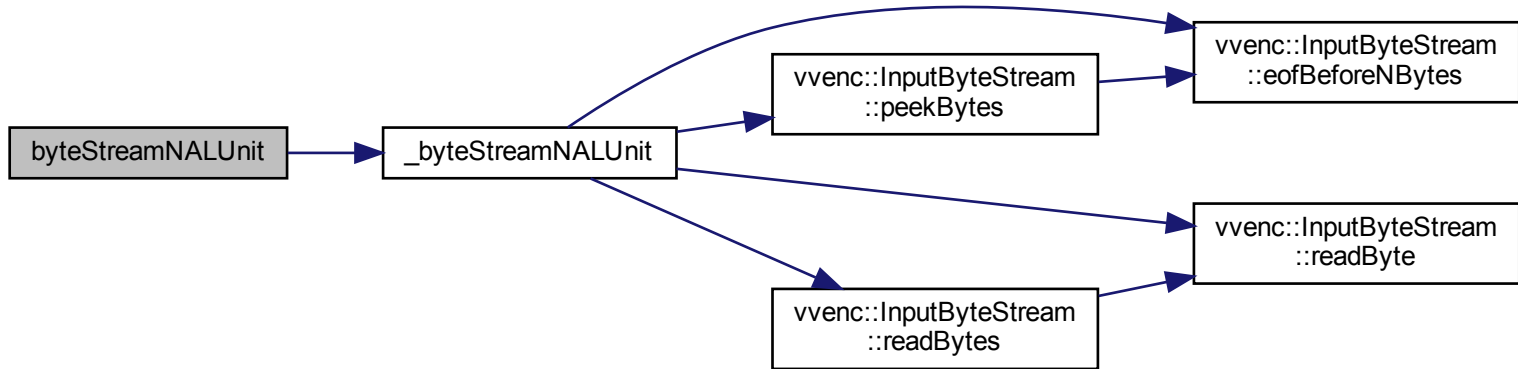 byteStreamNALUnit
_byteStreamNALUnit
vvenc::InputByteStream
::peekBytes
vvenc::InputByteStream
::eofBeforeNBytes
vvenc::InputByteStream
::readByte
vvenc::InputByteStream
::readBytes